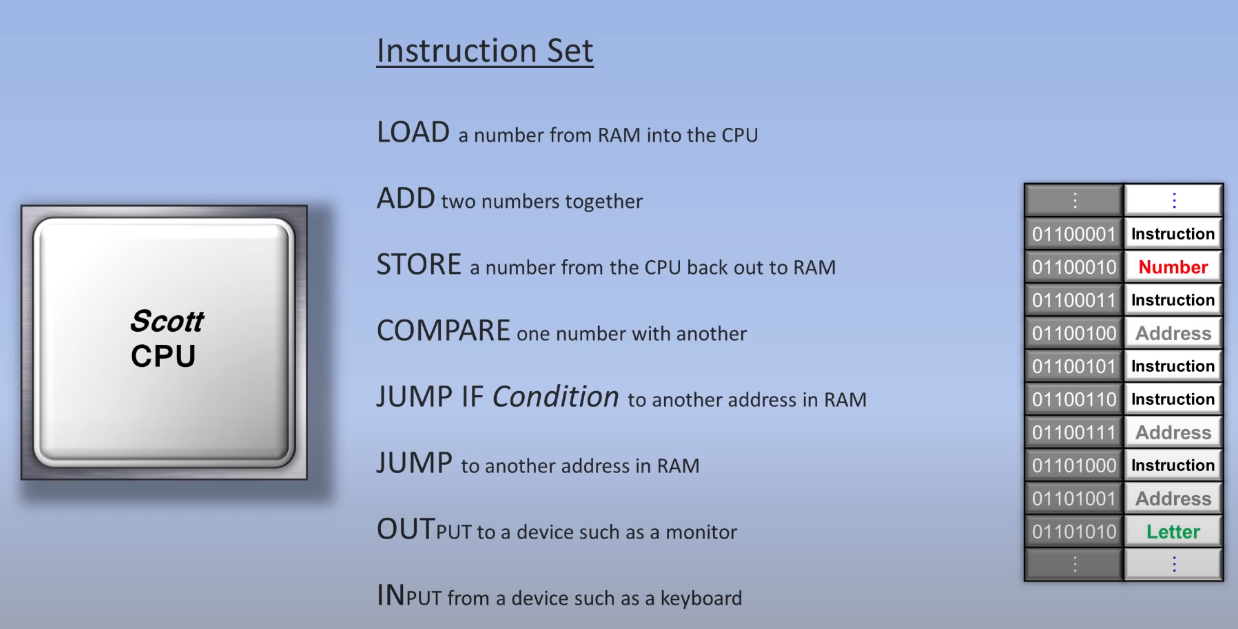 Instruction Set
LOAD a number from RAM into the CPU
ADD two numbers together
STORE a number from the CPU back out to RAM
COMPARE one number with another
JUMP IF Condition to another address in RAM
JUMP to another address in RAM
OUTPUT to a device such as a monitor
INPUT from a device such as a keyboard
Scott
CPU
⋮ ⋮
01100001 Instruction
01100010 Number
01100011 Instruction
01100100 Address
01100101 Instruction
01100110 Instruction
01100111 Address
01101000 Instruction
01101001 Address
01101010 Letter
⋮ ⋮